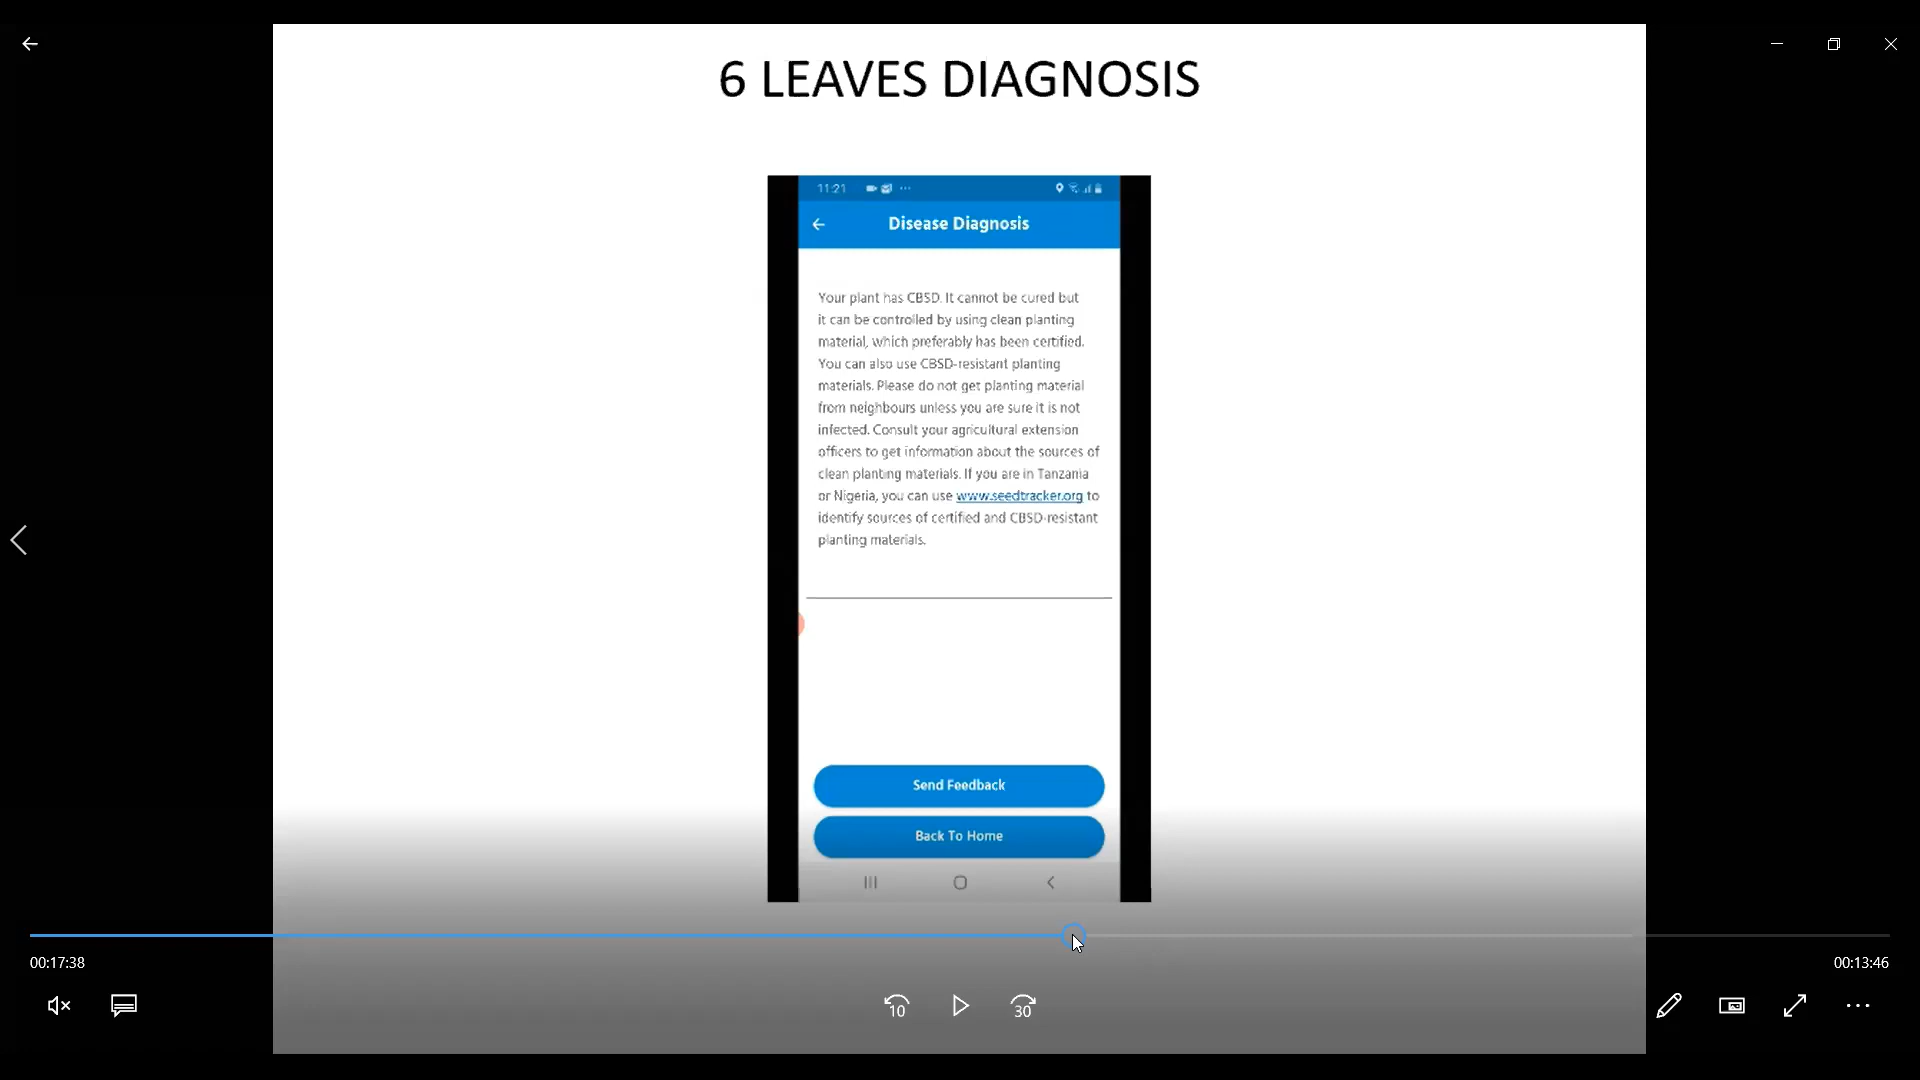 6 LEAVES DIAGNOSIS
11:21
Disease Diagnosis
Your plant has CBSD. It cannot be cured but
it can be controlled by using clean planting
material, which preferably has been certified.
You can also use CBSD-resistant planting
materials. Please do not get planting material
from neighbours unless you are sure it is not
infected. Consult your agricultural extension
officers to get information about the sources of
clean planting materials. If you are in Tanzania
or Nigeria, you can use www.seedtracker.org to
identify sources of certified and CBSD-resistant
planting materials.
Send Feedback
Back To Home
00:17:38
00:13:46
10
30